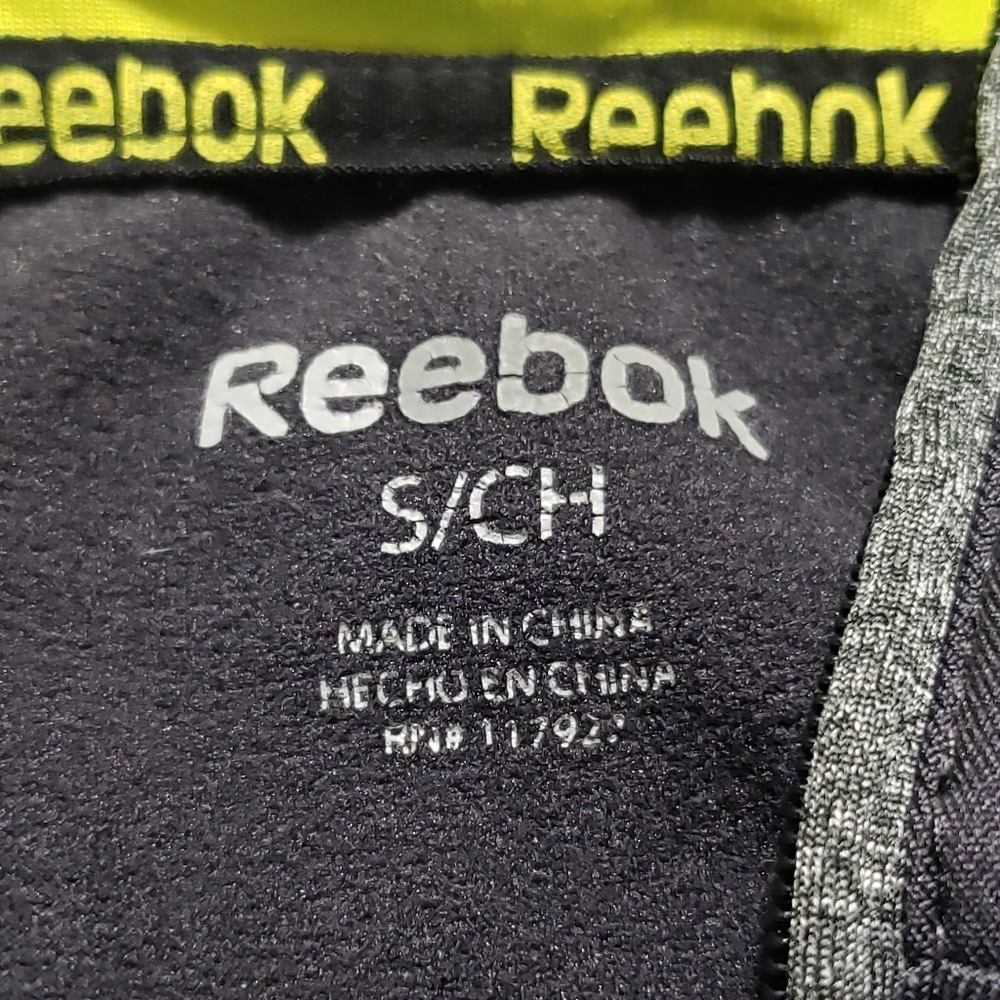 eebok Reebok
Reebok
S/CH
MADE IN CHINA
HECHO EN CHINA
RN#